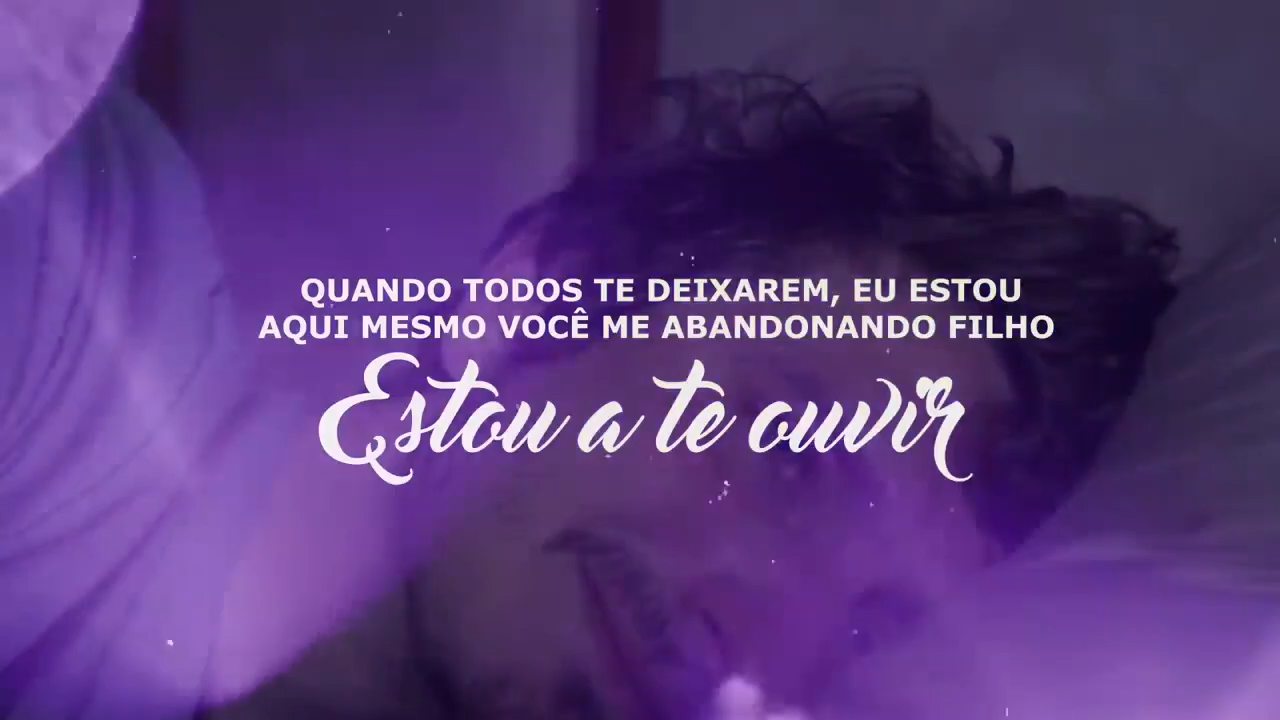 QUANDO TODOS TE DEIXAREM, EU ESTOU
AQUI MESMO VOCÊ ME ABANDONANDO FILHO
Estou a te ouvir